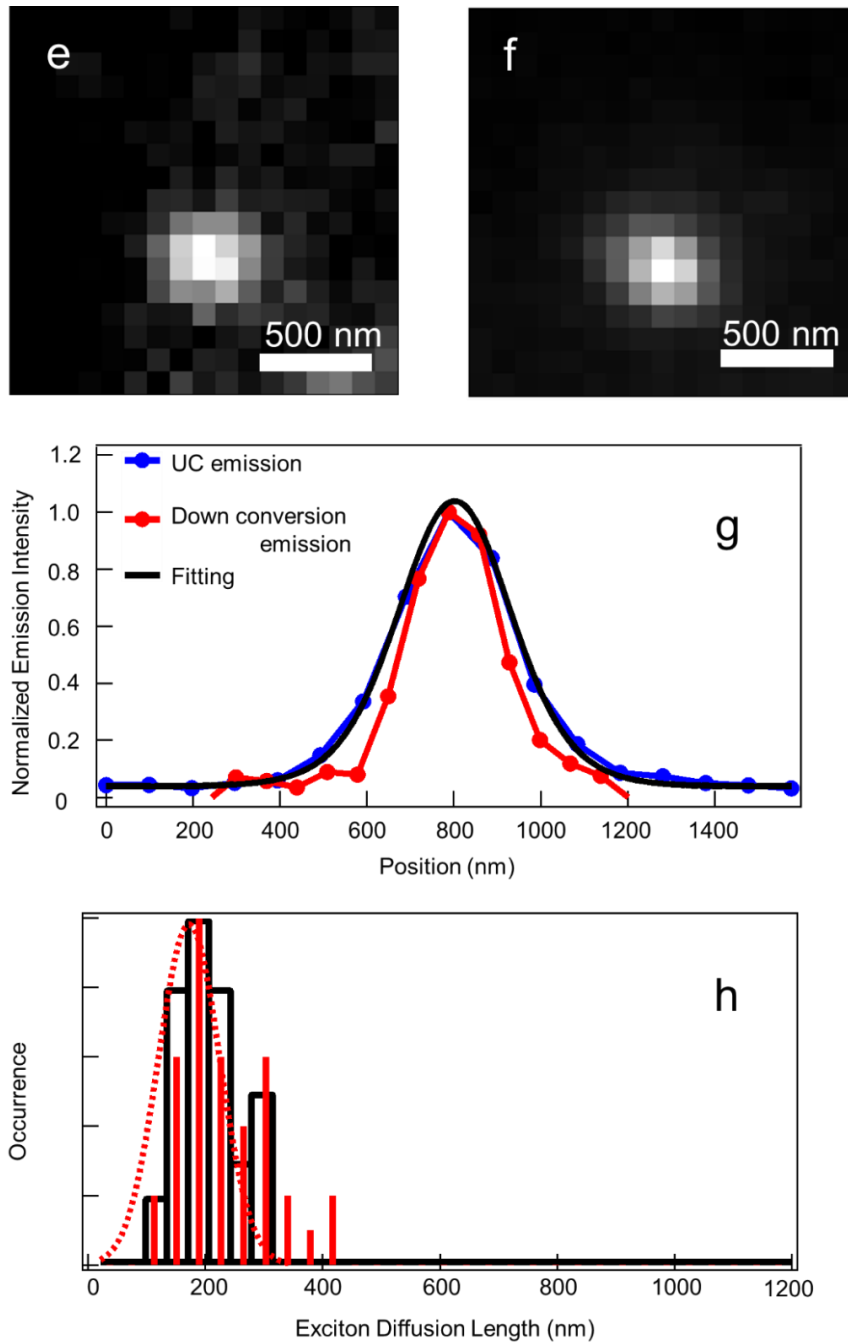 e
f
500 nm
500 nm
1.2
1.0
0.8
0.6
0.4
0.2
0
Normalized Emission Intensity
UC emission
Down conversion
emission
Fitting
g
0
200
400
600
800
1000
1200
1400
Position (nm)
h
Occurrence
0
200
400
600
800
1000
1200
Exciton Diffusion Length (nm)